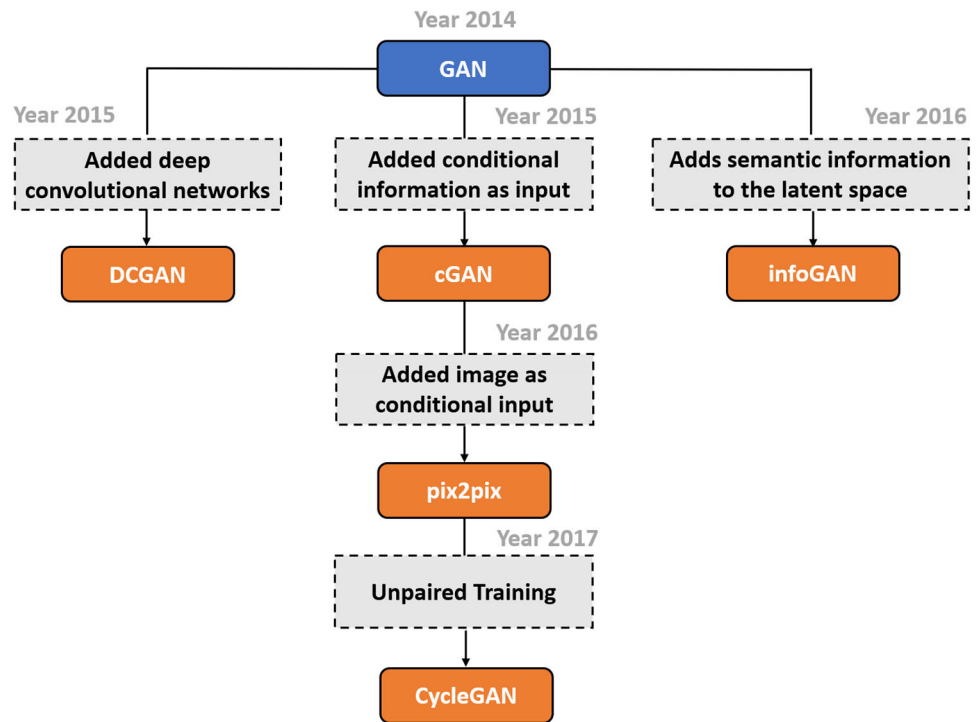 Year 2014
GAN
Year 2015
Year 2015
Year 2016
Added deep
convolutional networks
Added conditional
information as input
Adds semantic information
to the latent space
DCGAN
cGAN
infoGAN
Year 2016
Added image as
conditional input
pix2pix
Year 2017
Unpaired Training
CycleGAN